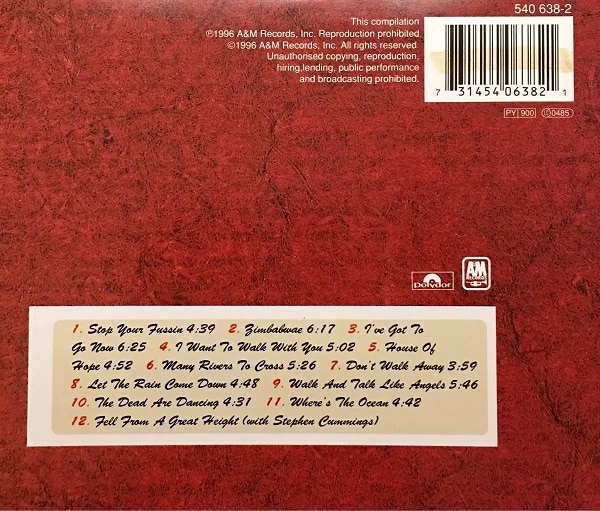 540 638-2
This compilation
℗1996 A&M Records, Inc. Reproduction prohibited
©1996 A&M Records, Inc. All rights reserved
Unauthorised copying, reproduction,
hiring,lending, public performance
and broadcasting prohibited.
7 31454 06382 1
PY 900 0485
Polydor
A&M RECORDS
1. Stop Your Fussin 4:39 2. Zimbabwae 6:17 3. I've Got To
Go Now 6:25 4. I Want To Walk With You 5:02 5. House Of
Hope 4:52 6. Many Rivers To Cross 5:26 7. Don't Walk Away 3:59
8. Let The Rain Come Down 4:48 9. Walk And Talk Like Angels 5:46
10. The Dead Are Dancing 4:31 11. Where's The Ocean 4:42
12. Fell From A Great Height (with Stephen Cummings)